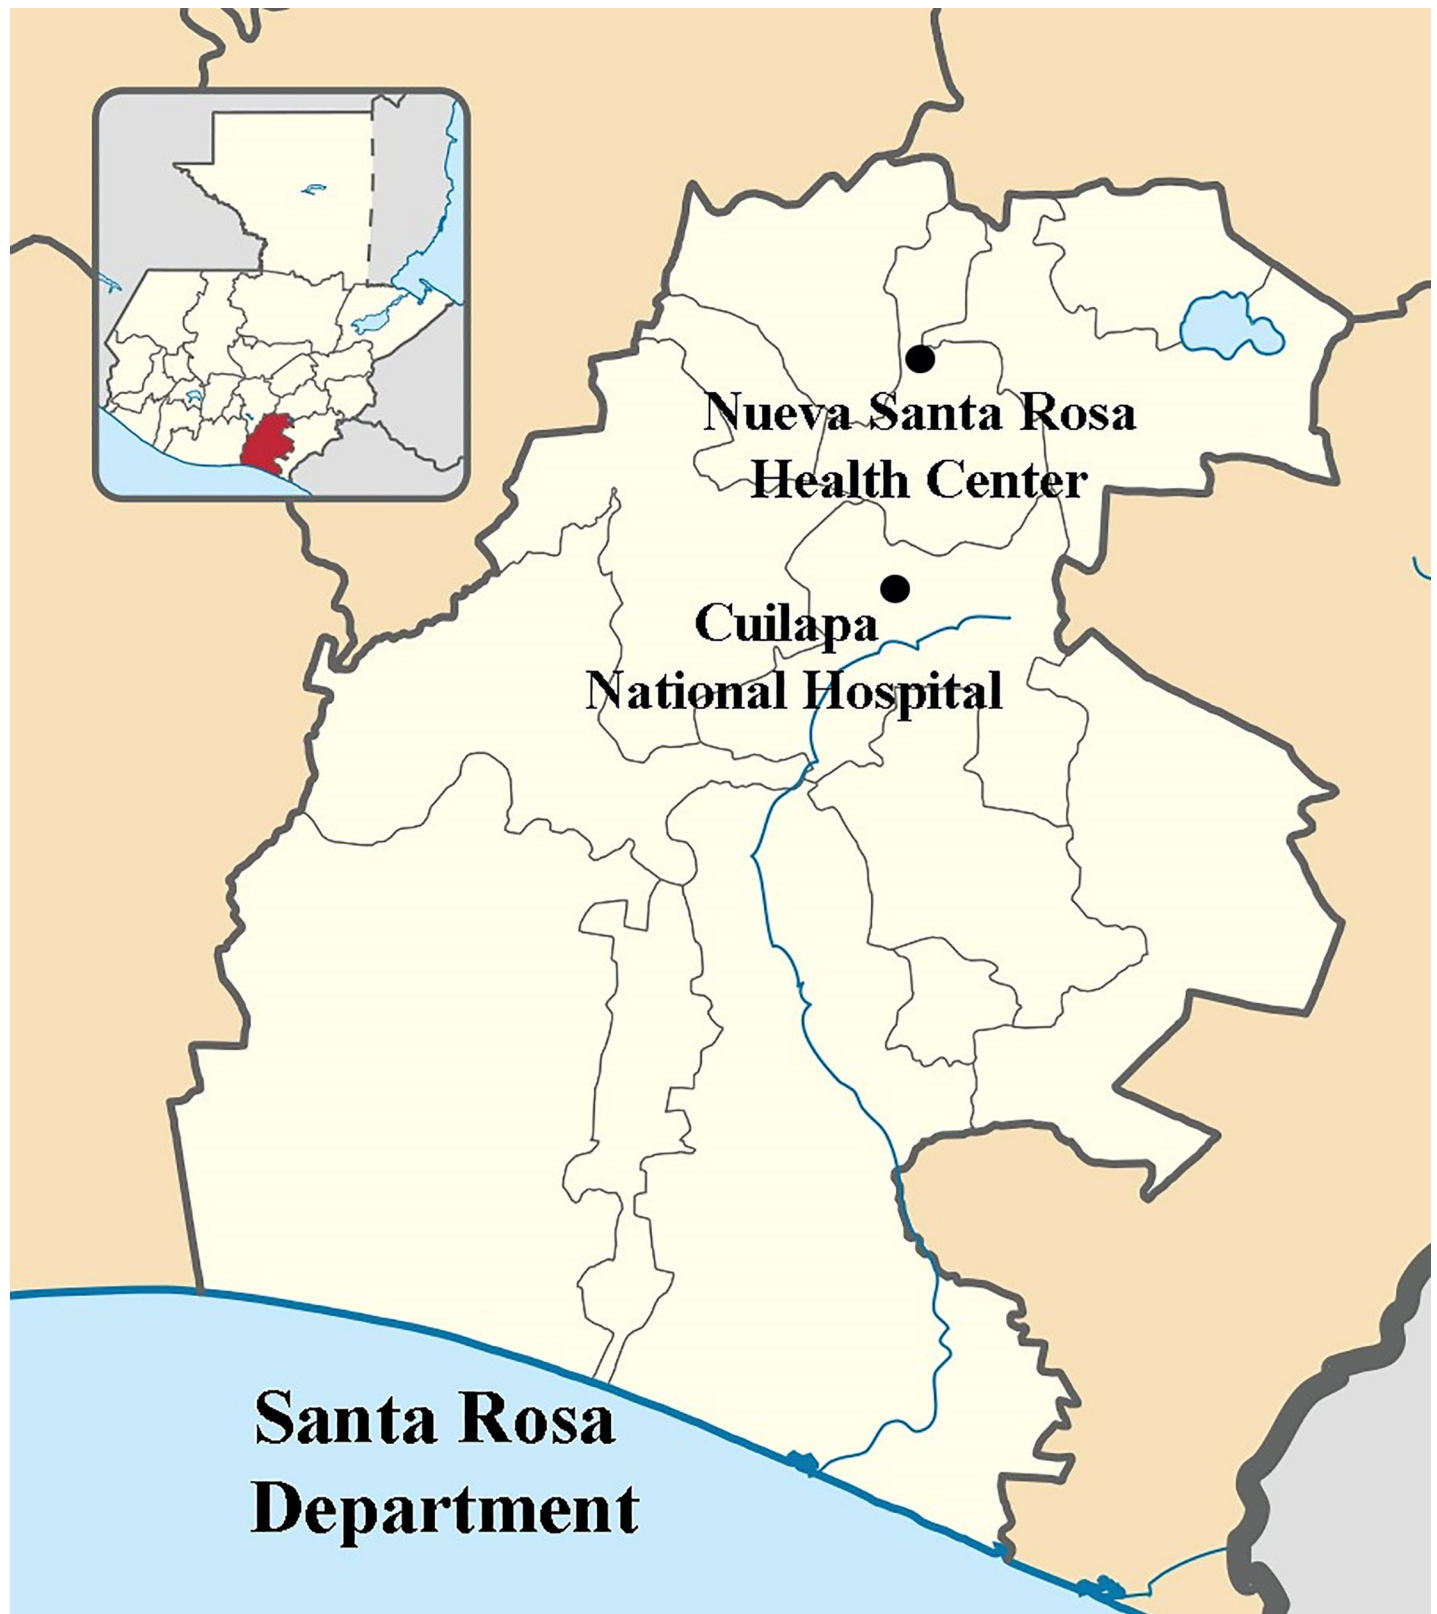 Nueva Santa Rosa
Health Center
Cuilapa
National Hospital
Santa Rosa
Department